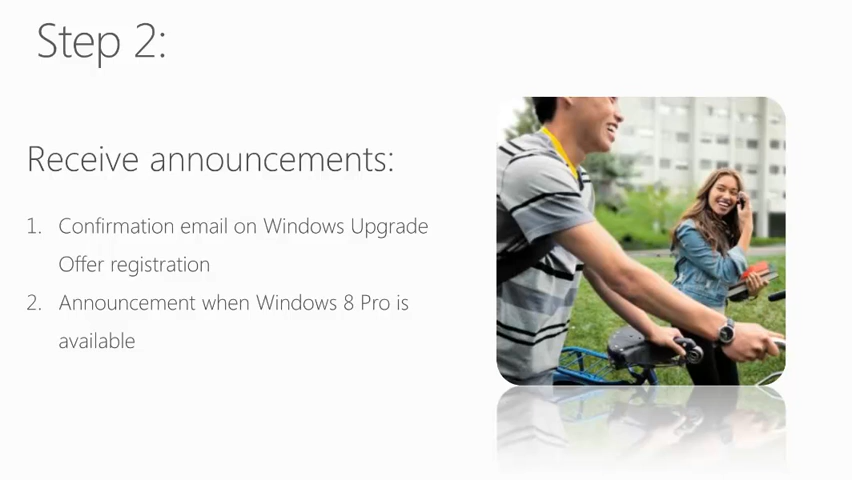 Step 2:
Receive announcements:
1. Confirmation email on Windows Upgrade
Offer registration
2. Announcement when Windows 8 Pro is
available